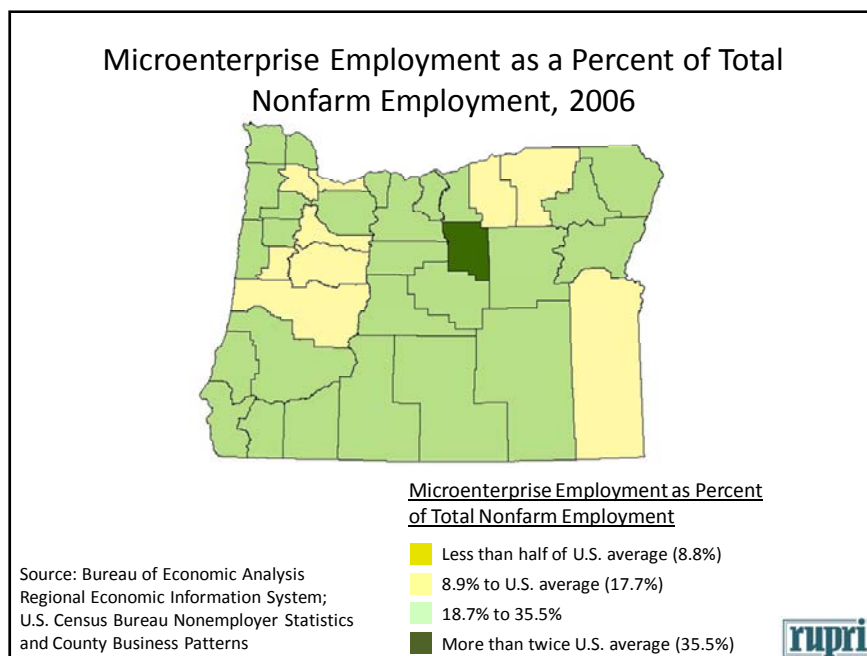 Microenterprise Employment as a Percent of Total
Nonfarm Employment, 2006
Microenterprise Employment as Percent
of Total Nonfarm Employment
Less than half of U.S. average (8.8%)
8.9% to U.S. average (17.7%)
18.7% to 35.5%
More than twice U.S. average (35.5%)
Source: Bureau of Economic Analysis
Regional Economic Information System;
U.S. Census Bureau Nonemployer Statistics
and County Business Patterns
rupri